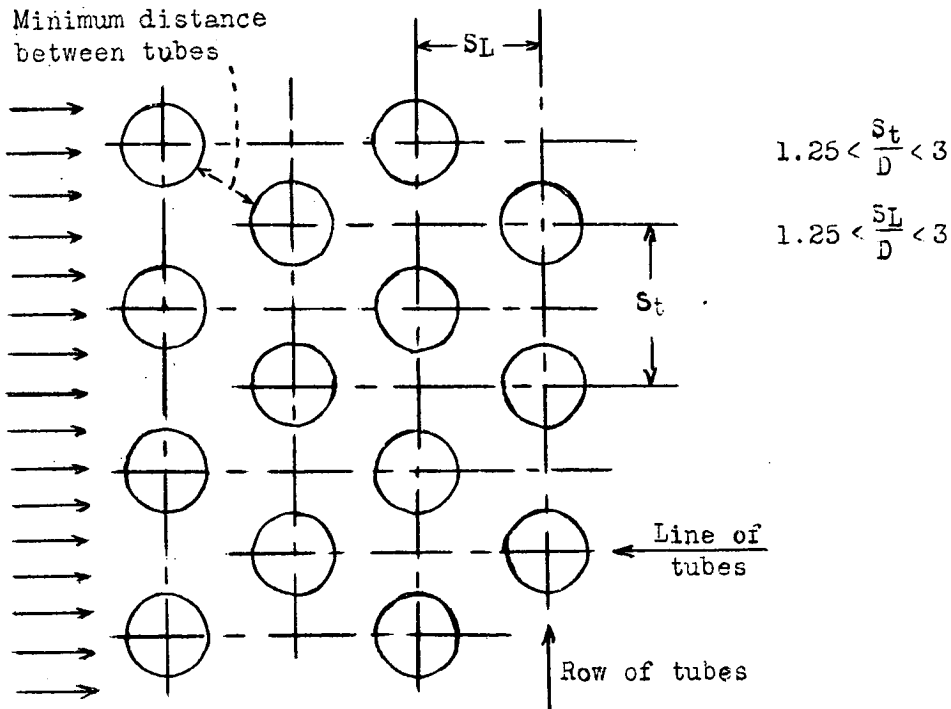 Minimum distance
between tubes
S_L
1.25 < S_t/D < 3
1.25 < S_L/D < 3
S_t
Line of
tubes
Row of tubes